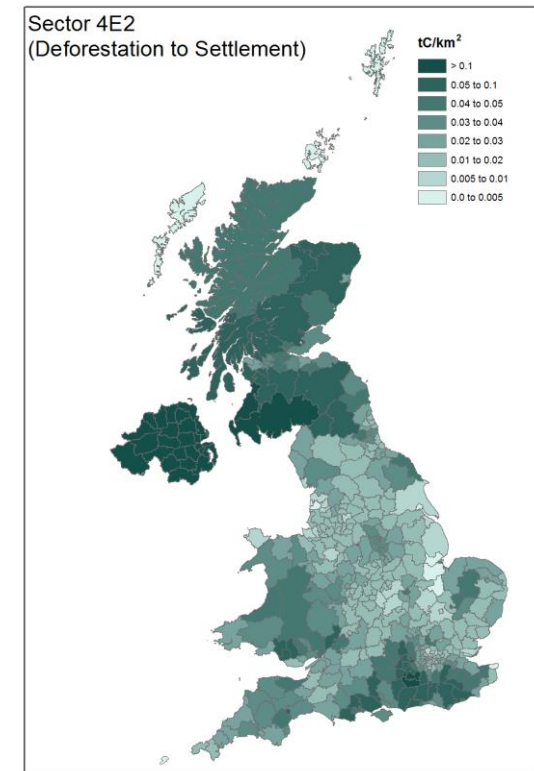 Sector 4E2
(Deforestation to Settlement)
tC/km²
> 0.1
0.05 to 0.1
0.04 to 0.05
0.03 to 0.04
0.02 to 0.03
0.01 to 0.02
0.005 to 0.01
0.0 to 0.005